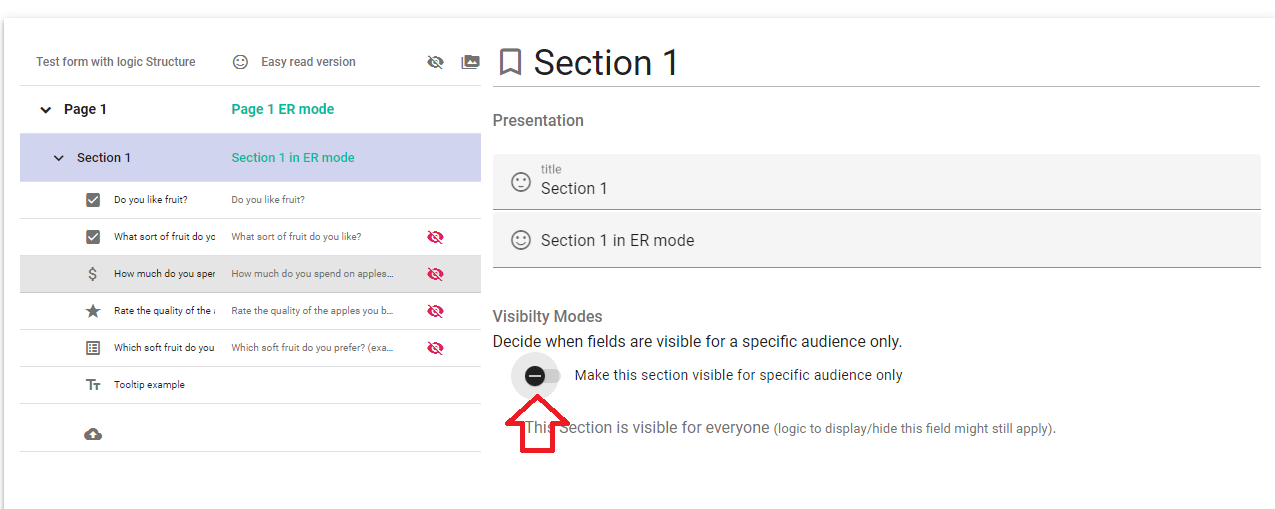 Test form with logic Structure
Easy read version
Page 1
Page 1 ER mode
Section 1
Section 1 in ER mode
Do you like fruit?
Do you like fruit?
What sort of fruit do yo
What sort of fruit do you like?
How much do you sper
How much do you spend on apples...
Rate the quality of the
Rate the quality of the apples you b...
Which soft fruit do you
Which soft fruit do you prefer? (exa...
Tooltip example
Section 1
Presentation
title
Section 1
Section 1 in ER mode
Visibilty Modes
Decide when fields are visible for a specific audience only.
Make this section visible for specific audience only
This Section is visible for everyone (logic to display/hide this field might still apply).